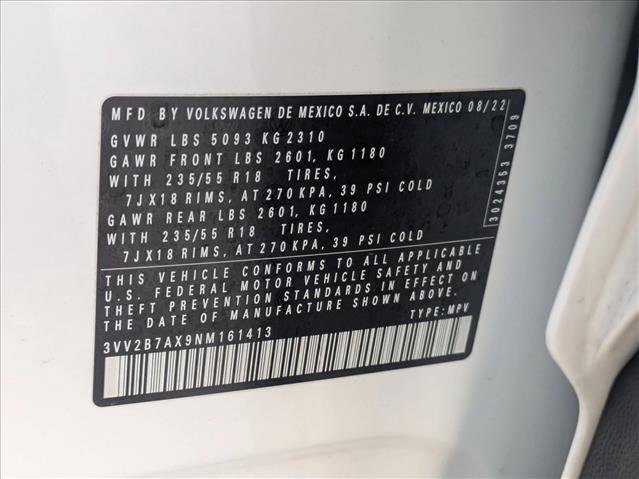 MFD BY VOLKSWAGEN DE MEXICO S.A. DE C.V. MEXICO 08/22
GVWR LBS 5093 KG 2310
GAWR FRONT LBS 2601, KG 1180
WITH 235/55 R18 TIRES,
7JX18 RIMS, AT 270 KPA, 39 PSI COLD
GAWR REAR LBS 2601, KG 1180
WITH 235/55 R18 TIRES,
7JX18 RIMS, AT 270 KPA, 39 PSI COLD
THIS VEHICLE CONFORMS TO ALL APPLICABLE
U.S. FEDERAL MOTOR VEHICLE SAFETY AND
THEFT PREVENTION STANDARDS IN EFFECT ON
THE DATE OF MANUFACTURE SHOWN ABOVE.
3VV2B7AX9NM161413 TYPE: MPV
3024353 3709